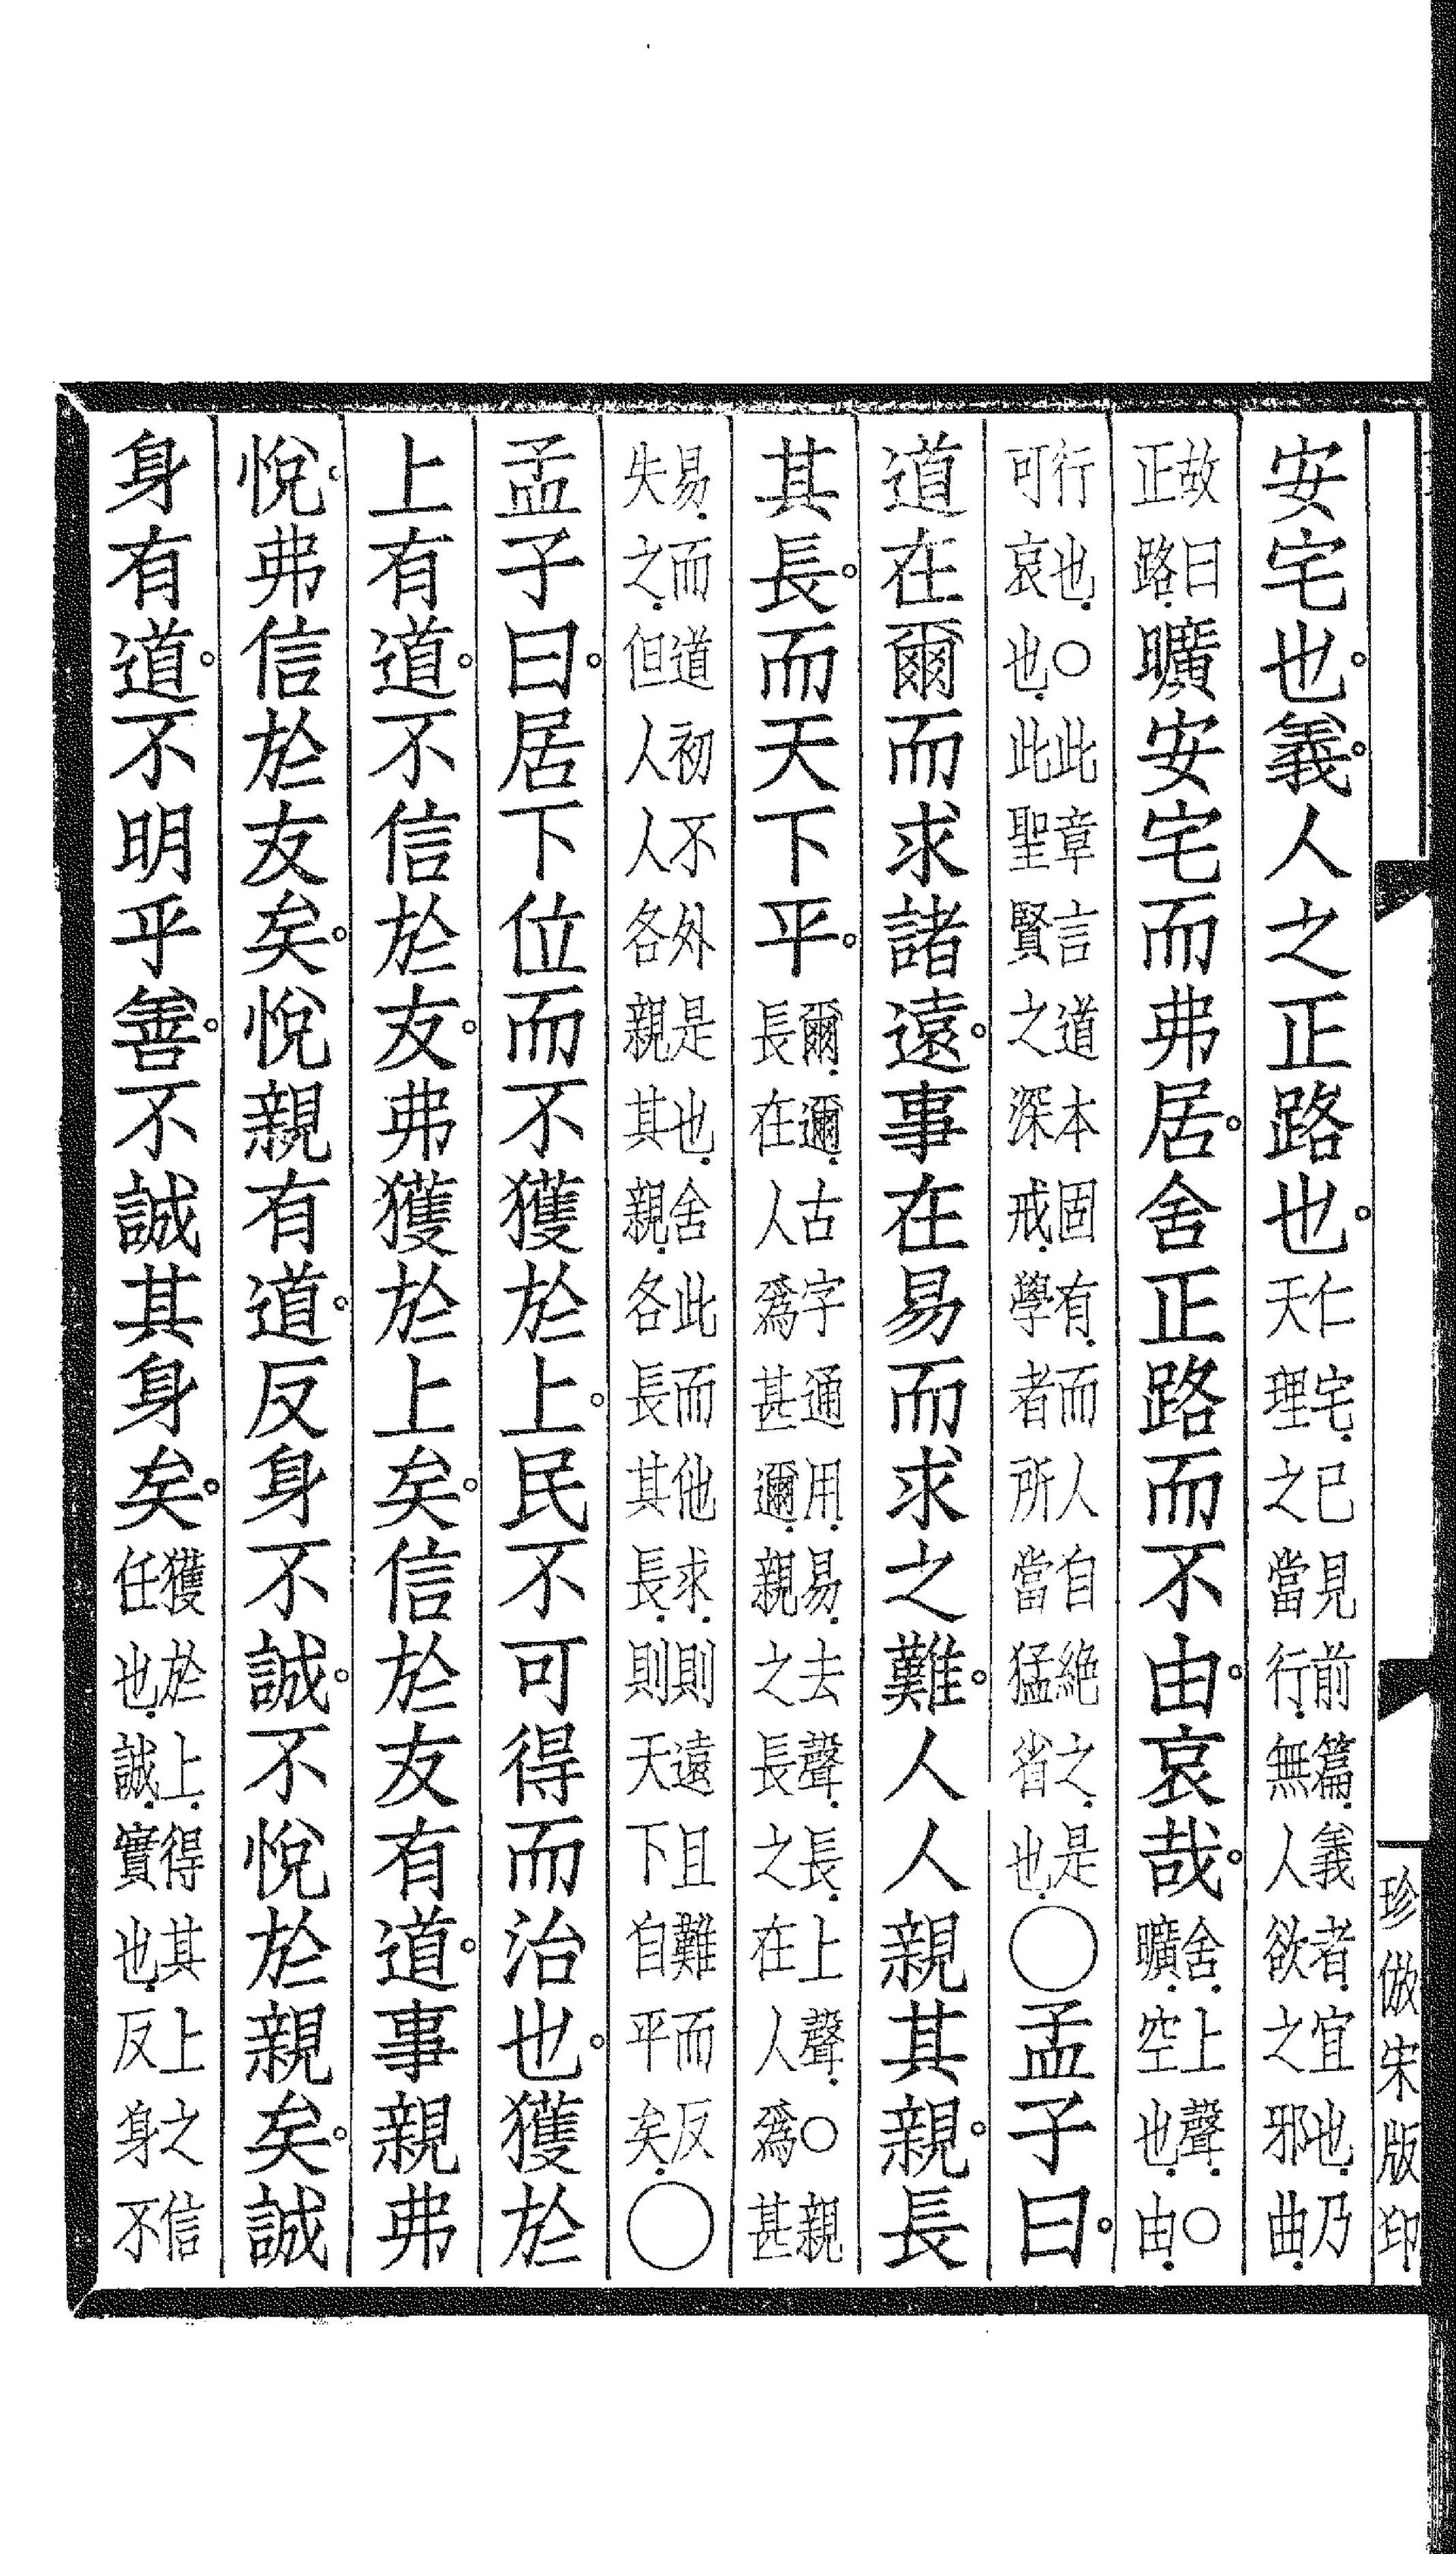 安宅也。義。人之正路也。
仁宅.已見前篇.義者.宜也.乃
天理之當行.無人欲之邪曲.
故曰
正路.
曠安宅而弗居。舍正路而不由。哀哉。
舍.上聲.○
曠.空也.由.
行也.○此章言道本固有.而人自絶之.是
可哀也.此聖賢之深戒.學者所當猛省也.
○孟子曰。
道在爾而求諸遠。事在易而求之難。人人親其親。長
其長。而天下平。
爾.邇.古字通用.易.去聲.長.上聲.○親
長在人爲甚邇.親之長之在人爲甚
易.而道初不外是也.舍此而他求.則遠且難而反
失之.但人人各親其親.各長其長.則天下自平矣.
○
孟子曰。居下位而不獲於上。民不可得而治也。獲於
上有道。不信於友。弗獲於上矣。信於友有道。事親弗
悅。弗信於友矣。悅親有道。反身不誠。不悅於親矣。誠
身有道。不明乎善。不誠其身矣。
獲於上.得其上之信
任也.誠.實也.反身不
珍倣宋版印.